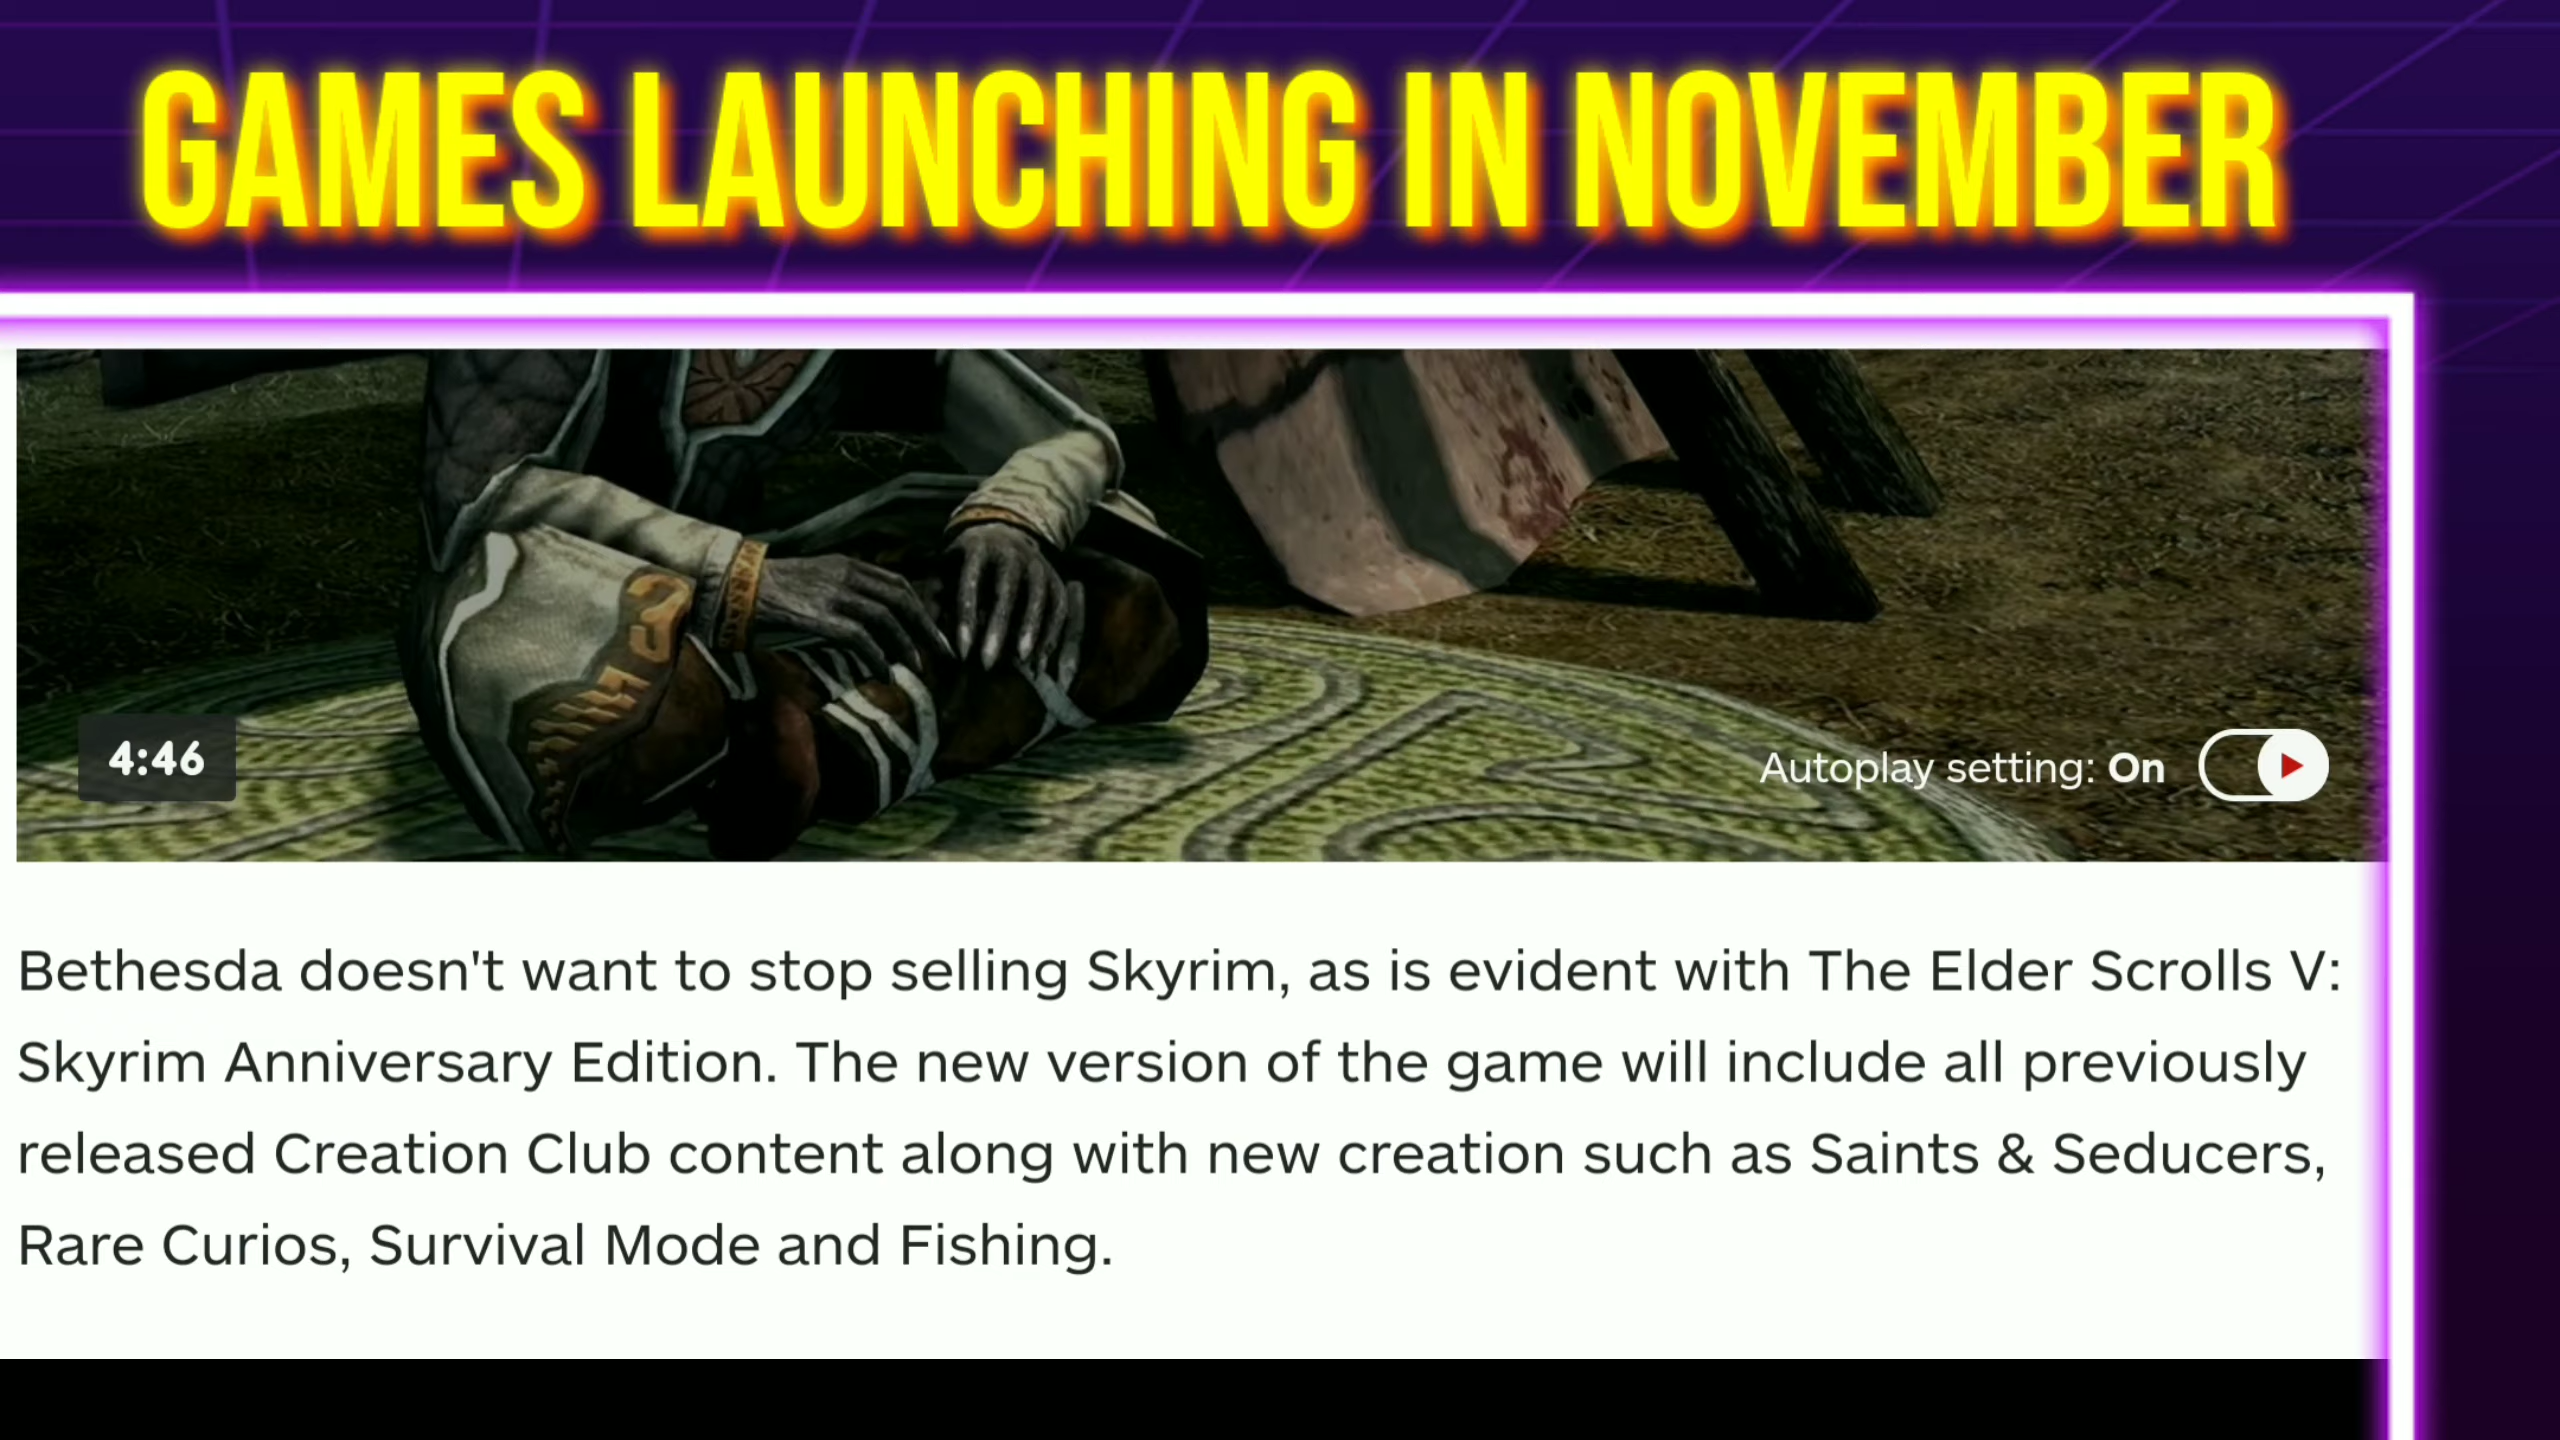 GAMES LAUNCHING IN NOVEMBER
4:46
Autoplay setting: On
Bethesda doesn't want to stop selling Skyrim, as is evident with The Elder Scrolls V:
Skyrim Anniversary Edition. The new version of the game will include all previously
released Creation Club content along with new creation such as Saints & Seducers,
Rare Curios, Survival Mode and Fishing.